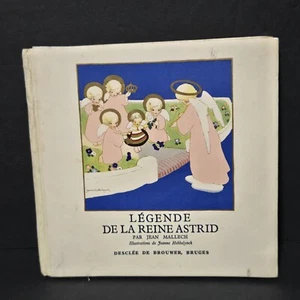 LÉGENDE
DE LA REINE ASTRID
PAR JEAN MALLECH
Illustrations de Jeanne Hebbelynck
DESCLÉE DE BROUWER, BRUGES